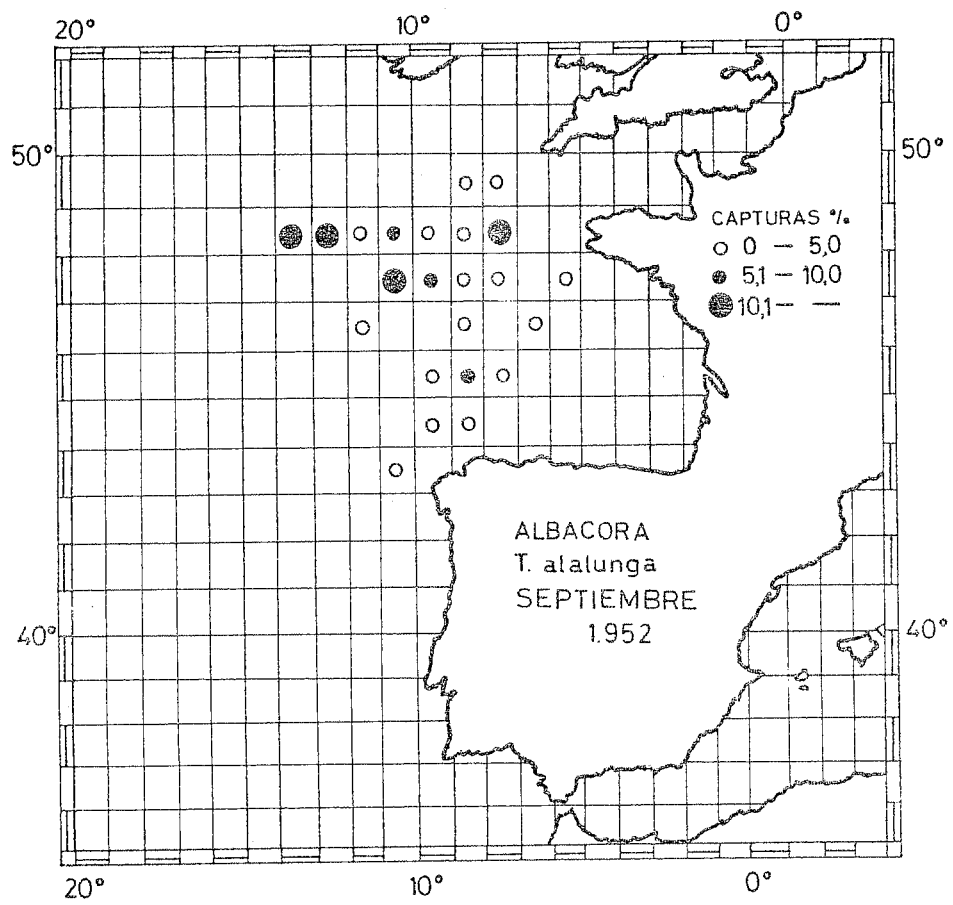 20° 10° 0°
50° 50°
CAPTURAS %
0 — 5,0
5,1 — 10,0
10,1 — —
ALBACORA
T. alalunga
SEPTIEMBRE
1.952
40° 40°
20° 10° 0°